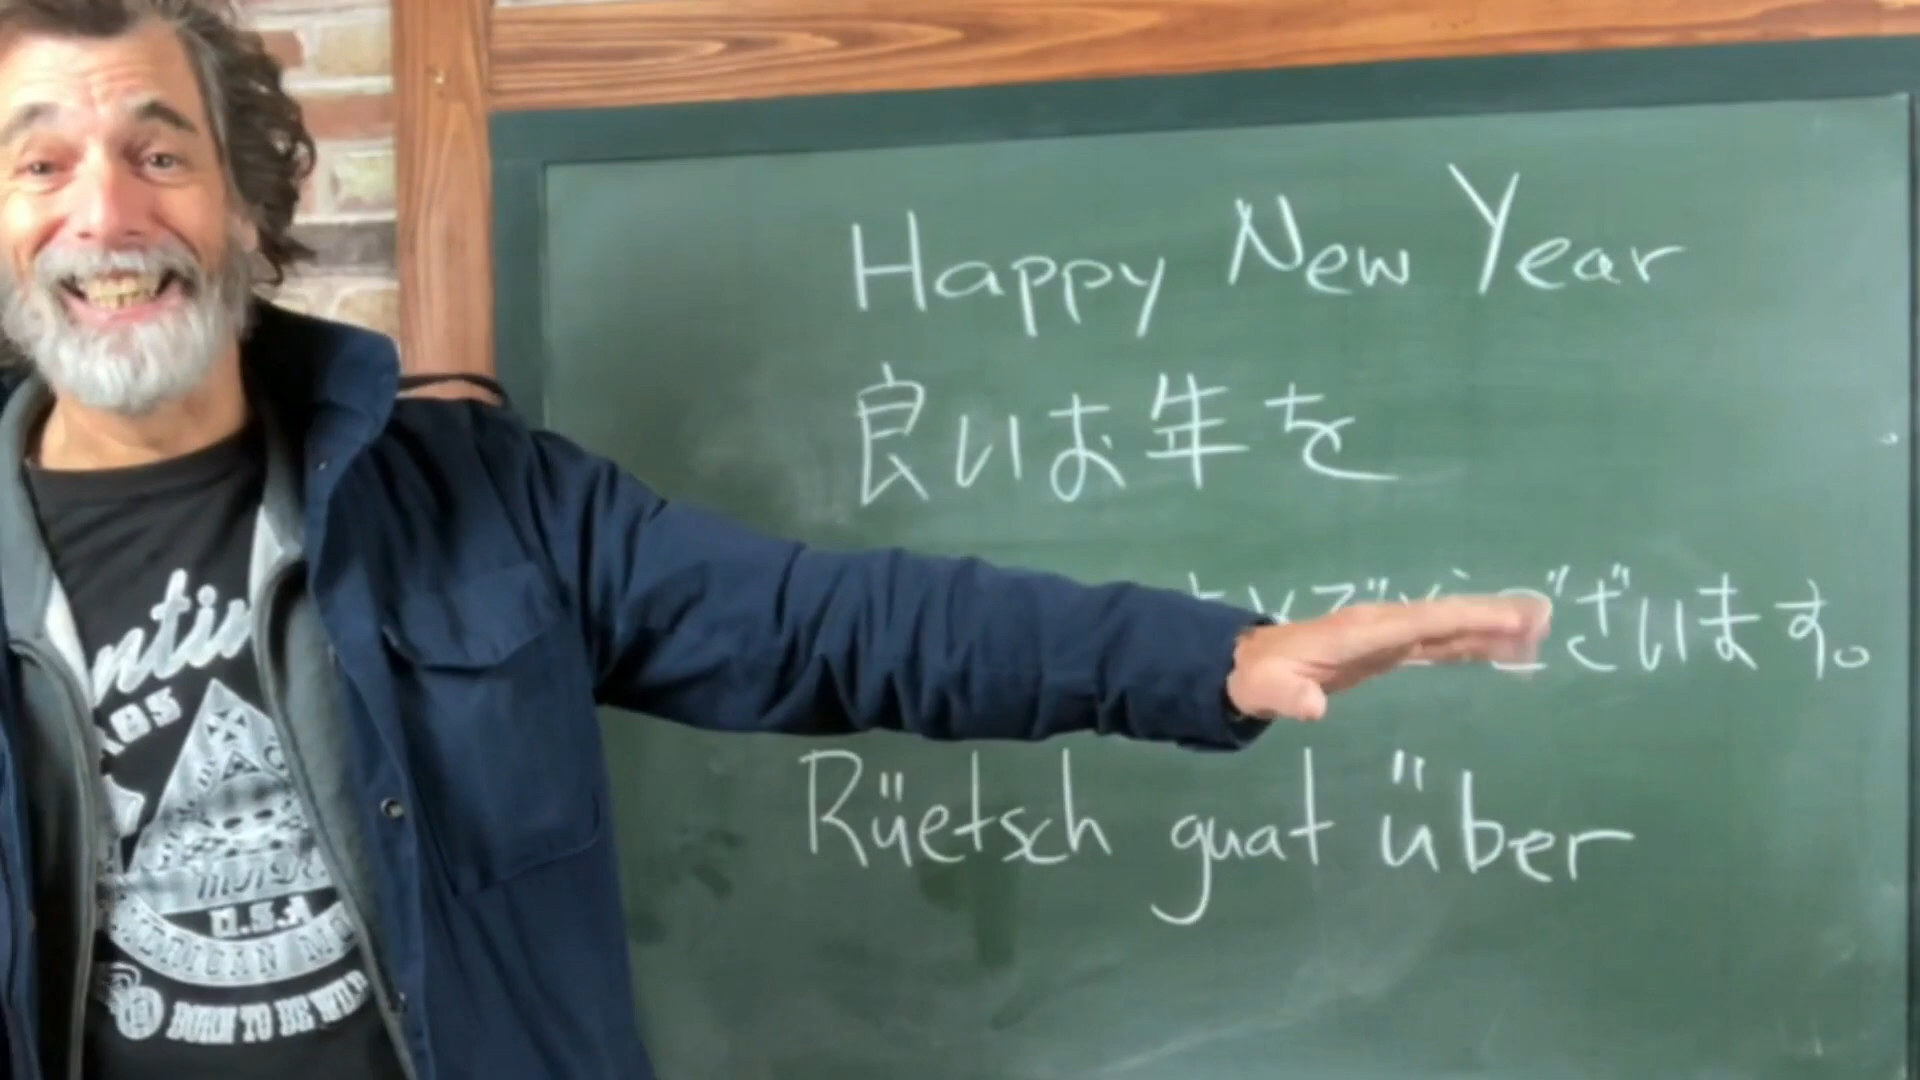 Happy New Year
良いお年を
ございます。
Rüetsch guat über
U.S.A
BORN TO BE WILD